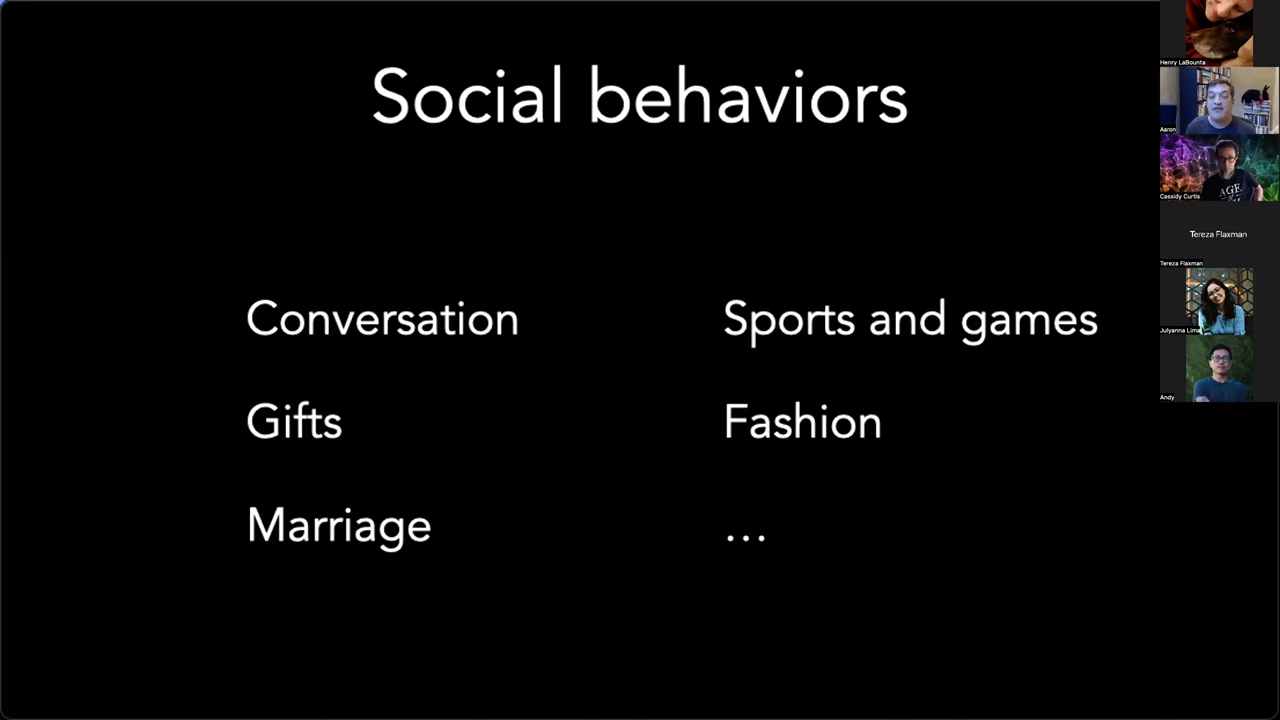 Social behaviors
Conversation
Gifts
Marriage
Sports and games
Fashion
…
Henry LaBounta
Aaron
Cassidy Curtis
AGE
Tereza Flaxman
Tereza Flaxman
Julyanna Lima
Andy